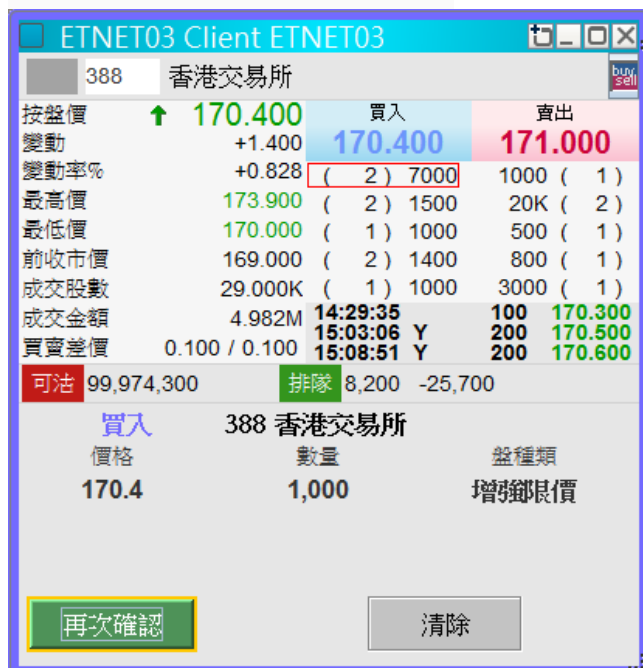 ETNET03 Client ETNET03
388 香港交易所 buy sell
按盤價 170.400 買入 賣出
變動 +1.400 170.400 171.000
變動率% +0.828 ( 2 ) 7000 1000 ( 1 )
最高價 173.900 ( 2 ) 1500 20K ( 2 )
最低價 170.000 ( 1 ) 1000 500 ( 1 )
前收市價 169.000 ( 2 ) 1400 800 ( 1 )
成交股數 29.000K ( 1 ) 1000 3000 ( 1 )
成交金額 4.982M 14:29:35 100 170.300
15:03:06 Y 200 170.500
買賣差價 0.100 / 0.100 15:08:51 Y 200 170.600
可沽 99,974,300 排隊 8,200 -25,700
買入 388 香港交易所
價格 數量 盤種類
170.4 1,000 增強限價
再次確認 清除